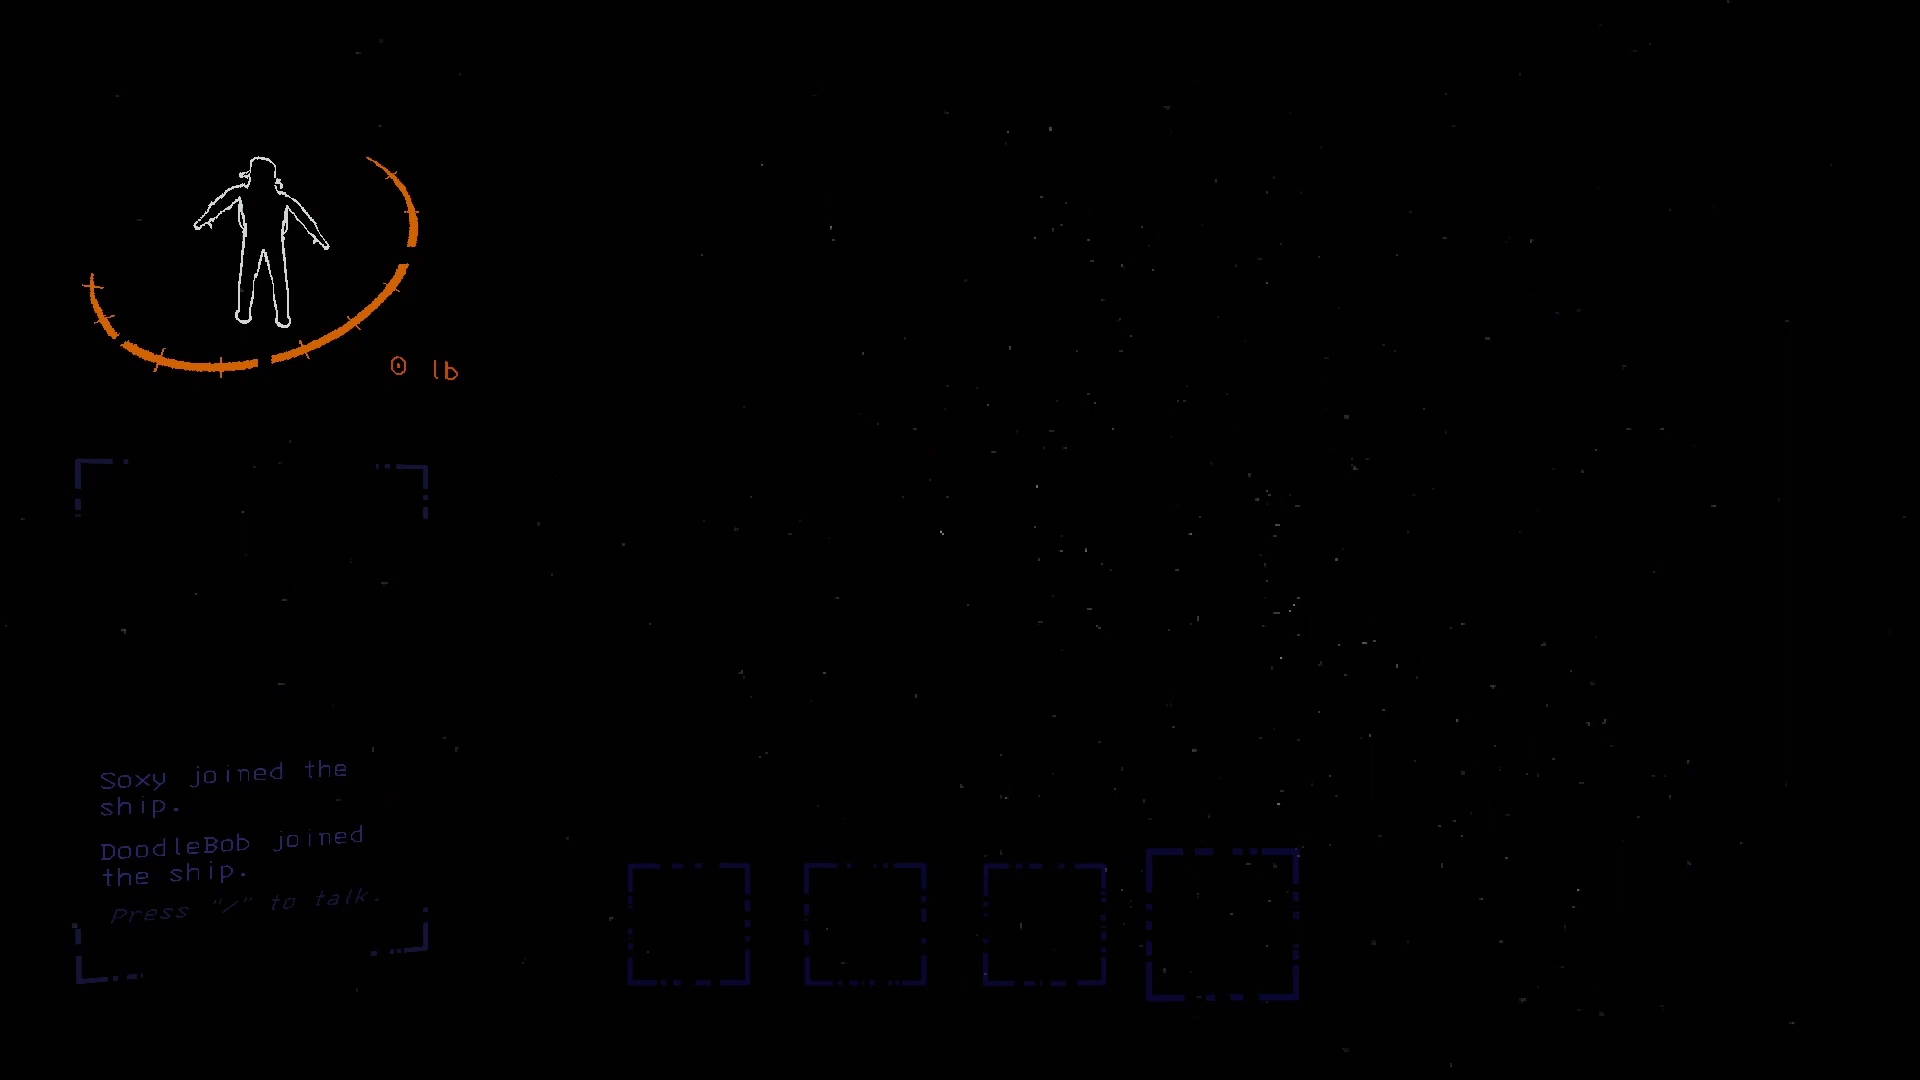 0 lb
Soxy joined the
ship.
DoodleBob joined
the ship.
Press "/" to talk.